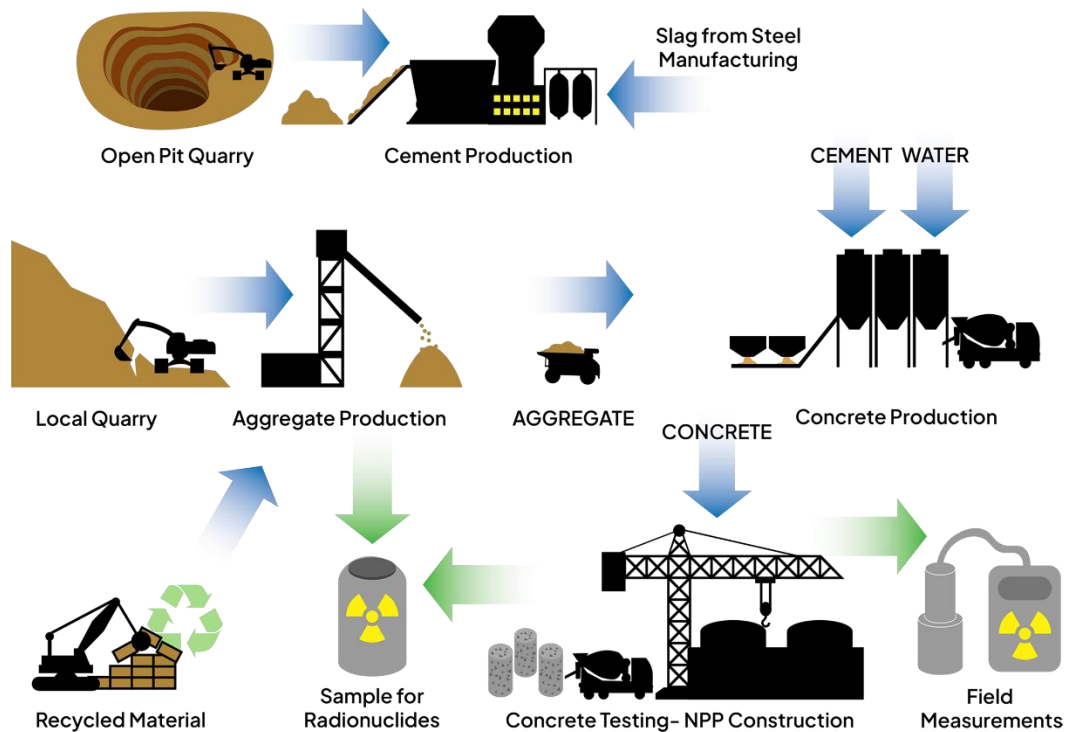 Slag from Steel
Manufacturing
Open Pit Quarry
Cement Production
CEMENT WATER
Local Quarry
Aggregate Production
AGGREGATE
Concrete Production
CONCRETE
Recycled Material
Sample for
Radionuclides
Concrete Testing- NPP Construction
Field
Measurements